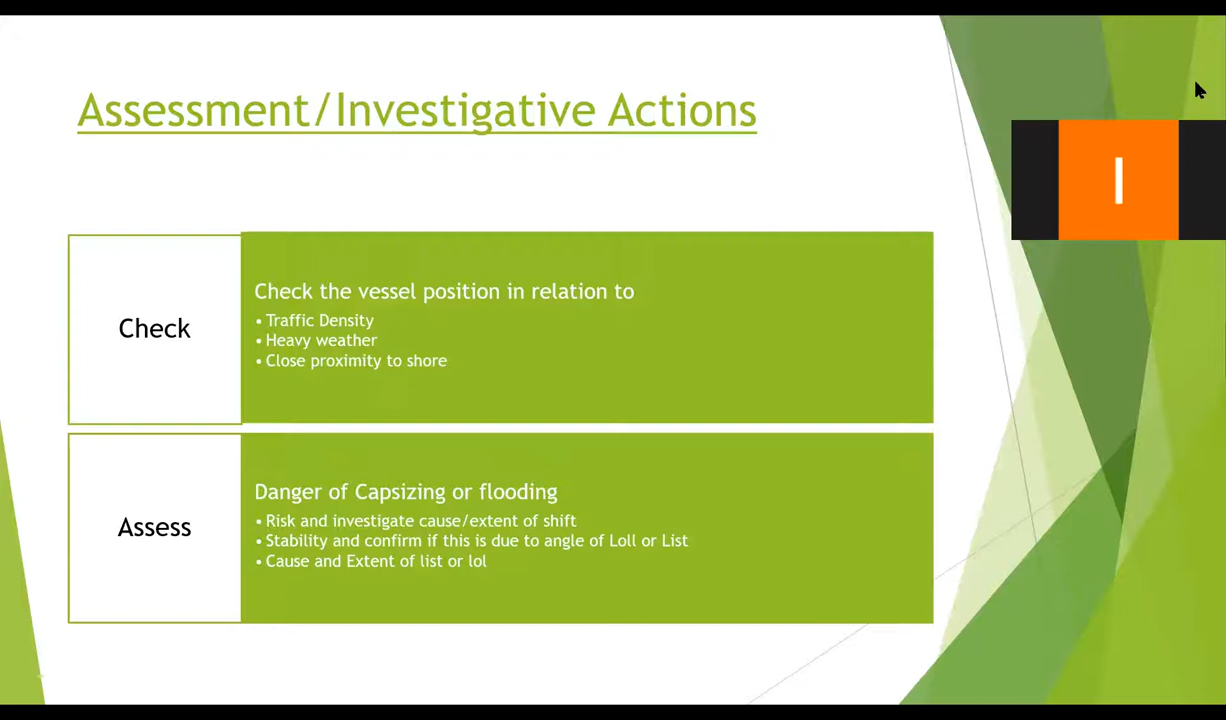 Assessment/Investigative Actions
Check
Check the vessel position in relation to
• Traffic Density
• Heavy weather
• Close proximity to shore
Assess
Danger of Capsizing or flooding
• Risk and investigate cause/extent of shift
• Stability and confirm if this is due to angle of Loll or List
• Cause and Extent of list or lol
I